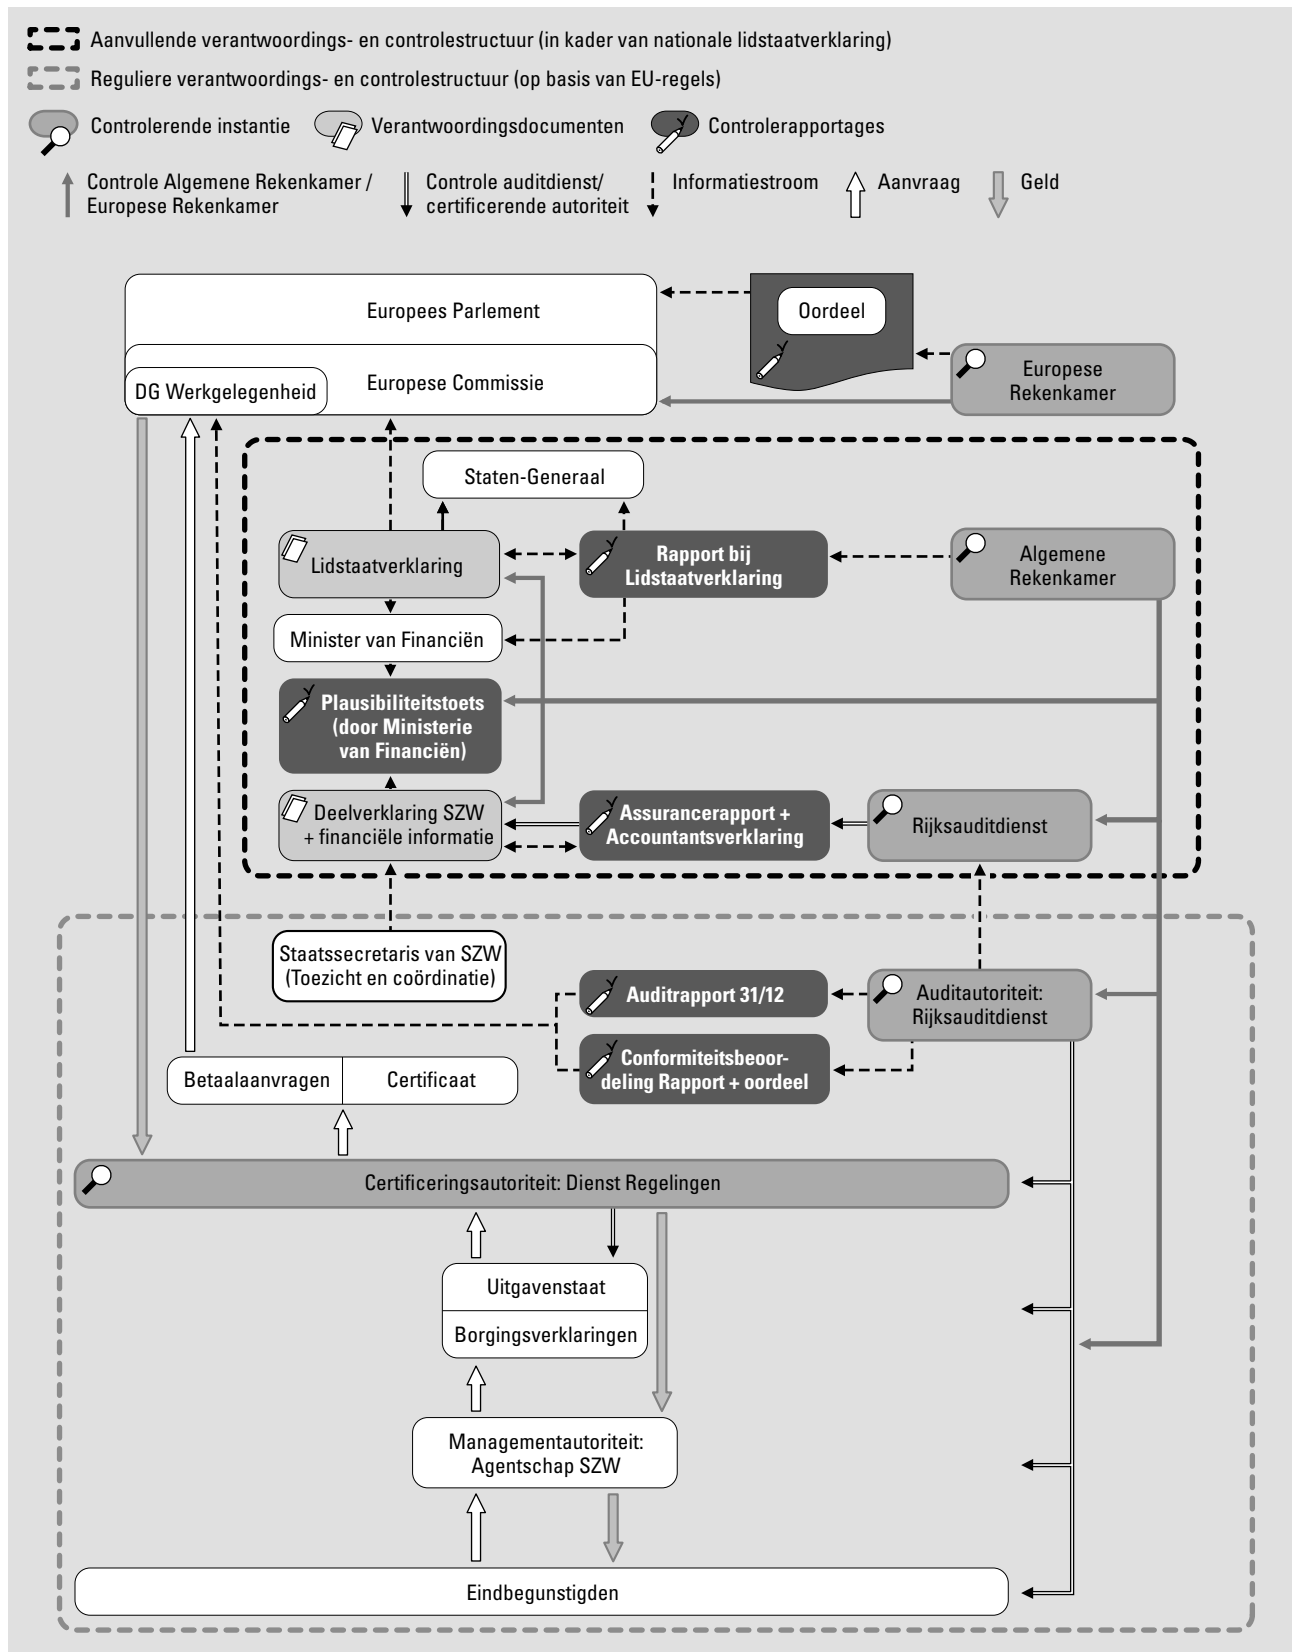 Aanvullende verantwoordings- en controlestructuur (in kader van nationale lidstaatverklaring)
Reguliere verantwoordings- en controlestructuur (op basis van EU-regels)
Controlerende instantie
Verantwoordingsdocumenten
Controlerapportages
Controle Algemene Rekenkamer /
Europese Rekenkamer
Controle auditdienst/
certificerende autoriteit
Informatiestroom
Aanvraag
Geld
Europees Parlement
Oordeel
Europese
Rekenkamer
Europese Commissie
DG Werkgelegenheid
Staten-Generaal
Lidstaatverklaring
Rapport bij
Lidstaatverklaring
Algemene
Rekenkamer
Minister van Financiën
Plausibiliteitstoets
(door Ministerie
van Financiën)
Deelverklaring SZW
+ financiële informatie
Assurancerapport +
Accountantsverklaring
Rijksauditdienst
Staatssecretaris van SZW
(Toezicht en coördinatie)
Auditrapport 31/12
Auditautoriteit:
Rijksauditdienst
Conformiteitsbeoor-
deling Rapport + oordeel
Betaalaanvragen
Certificaat
Certificeringsautoriteit: Dienst Regelingen
Uitgavenstaat
Borgingsverklaringen
Managementautoriteit:
Agentschap SZW
Eindbegunstigden